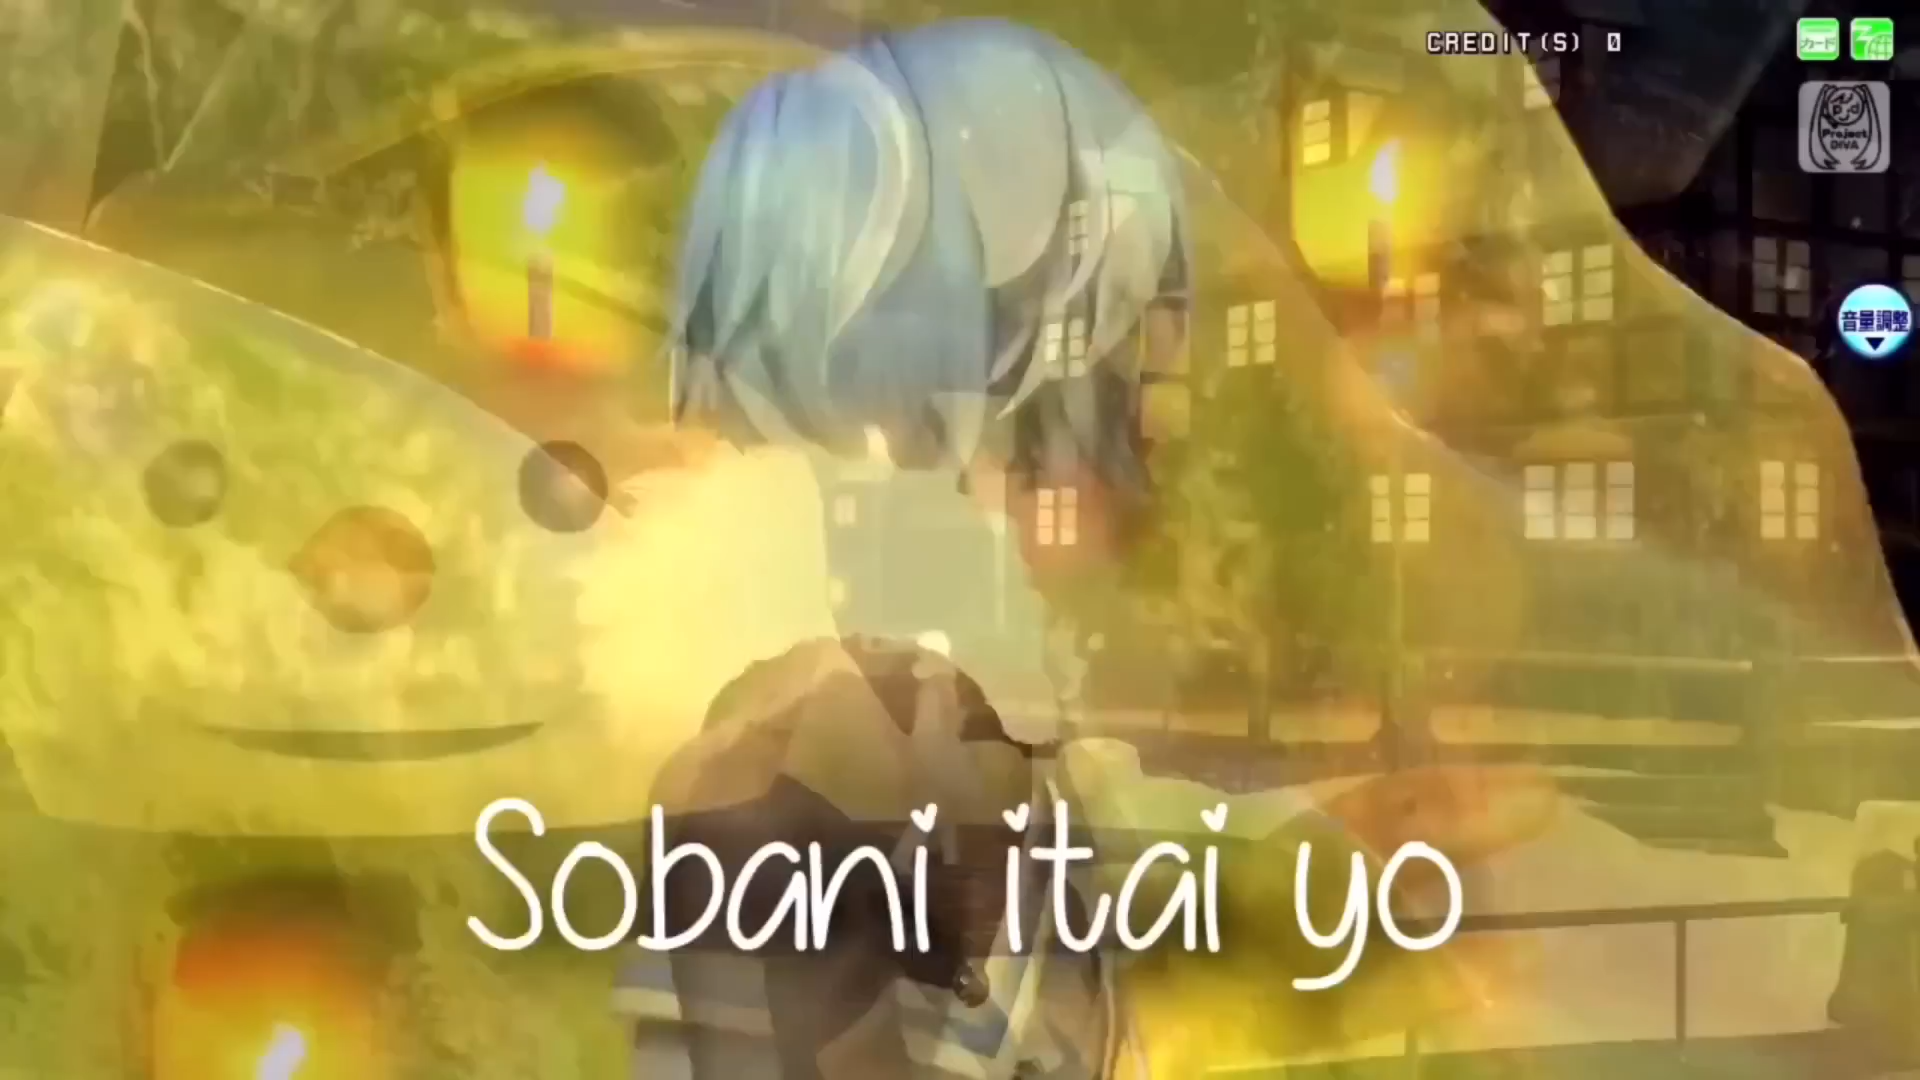 CREDIT(S) 0
カード
Project
DIVA
音量調整
Sobani itai yo